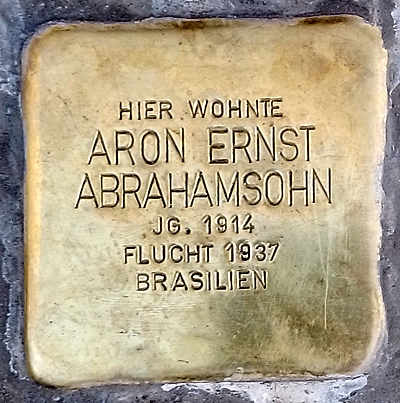 HIER WOHNTE
ARON ERNST
ABRAHAMSOHN
JG. 1914
FLUCHT 1937
BRASILIEN